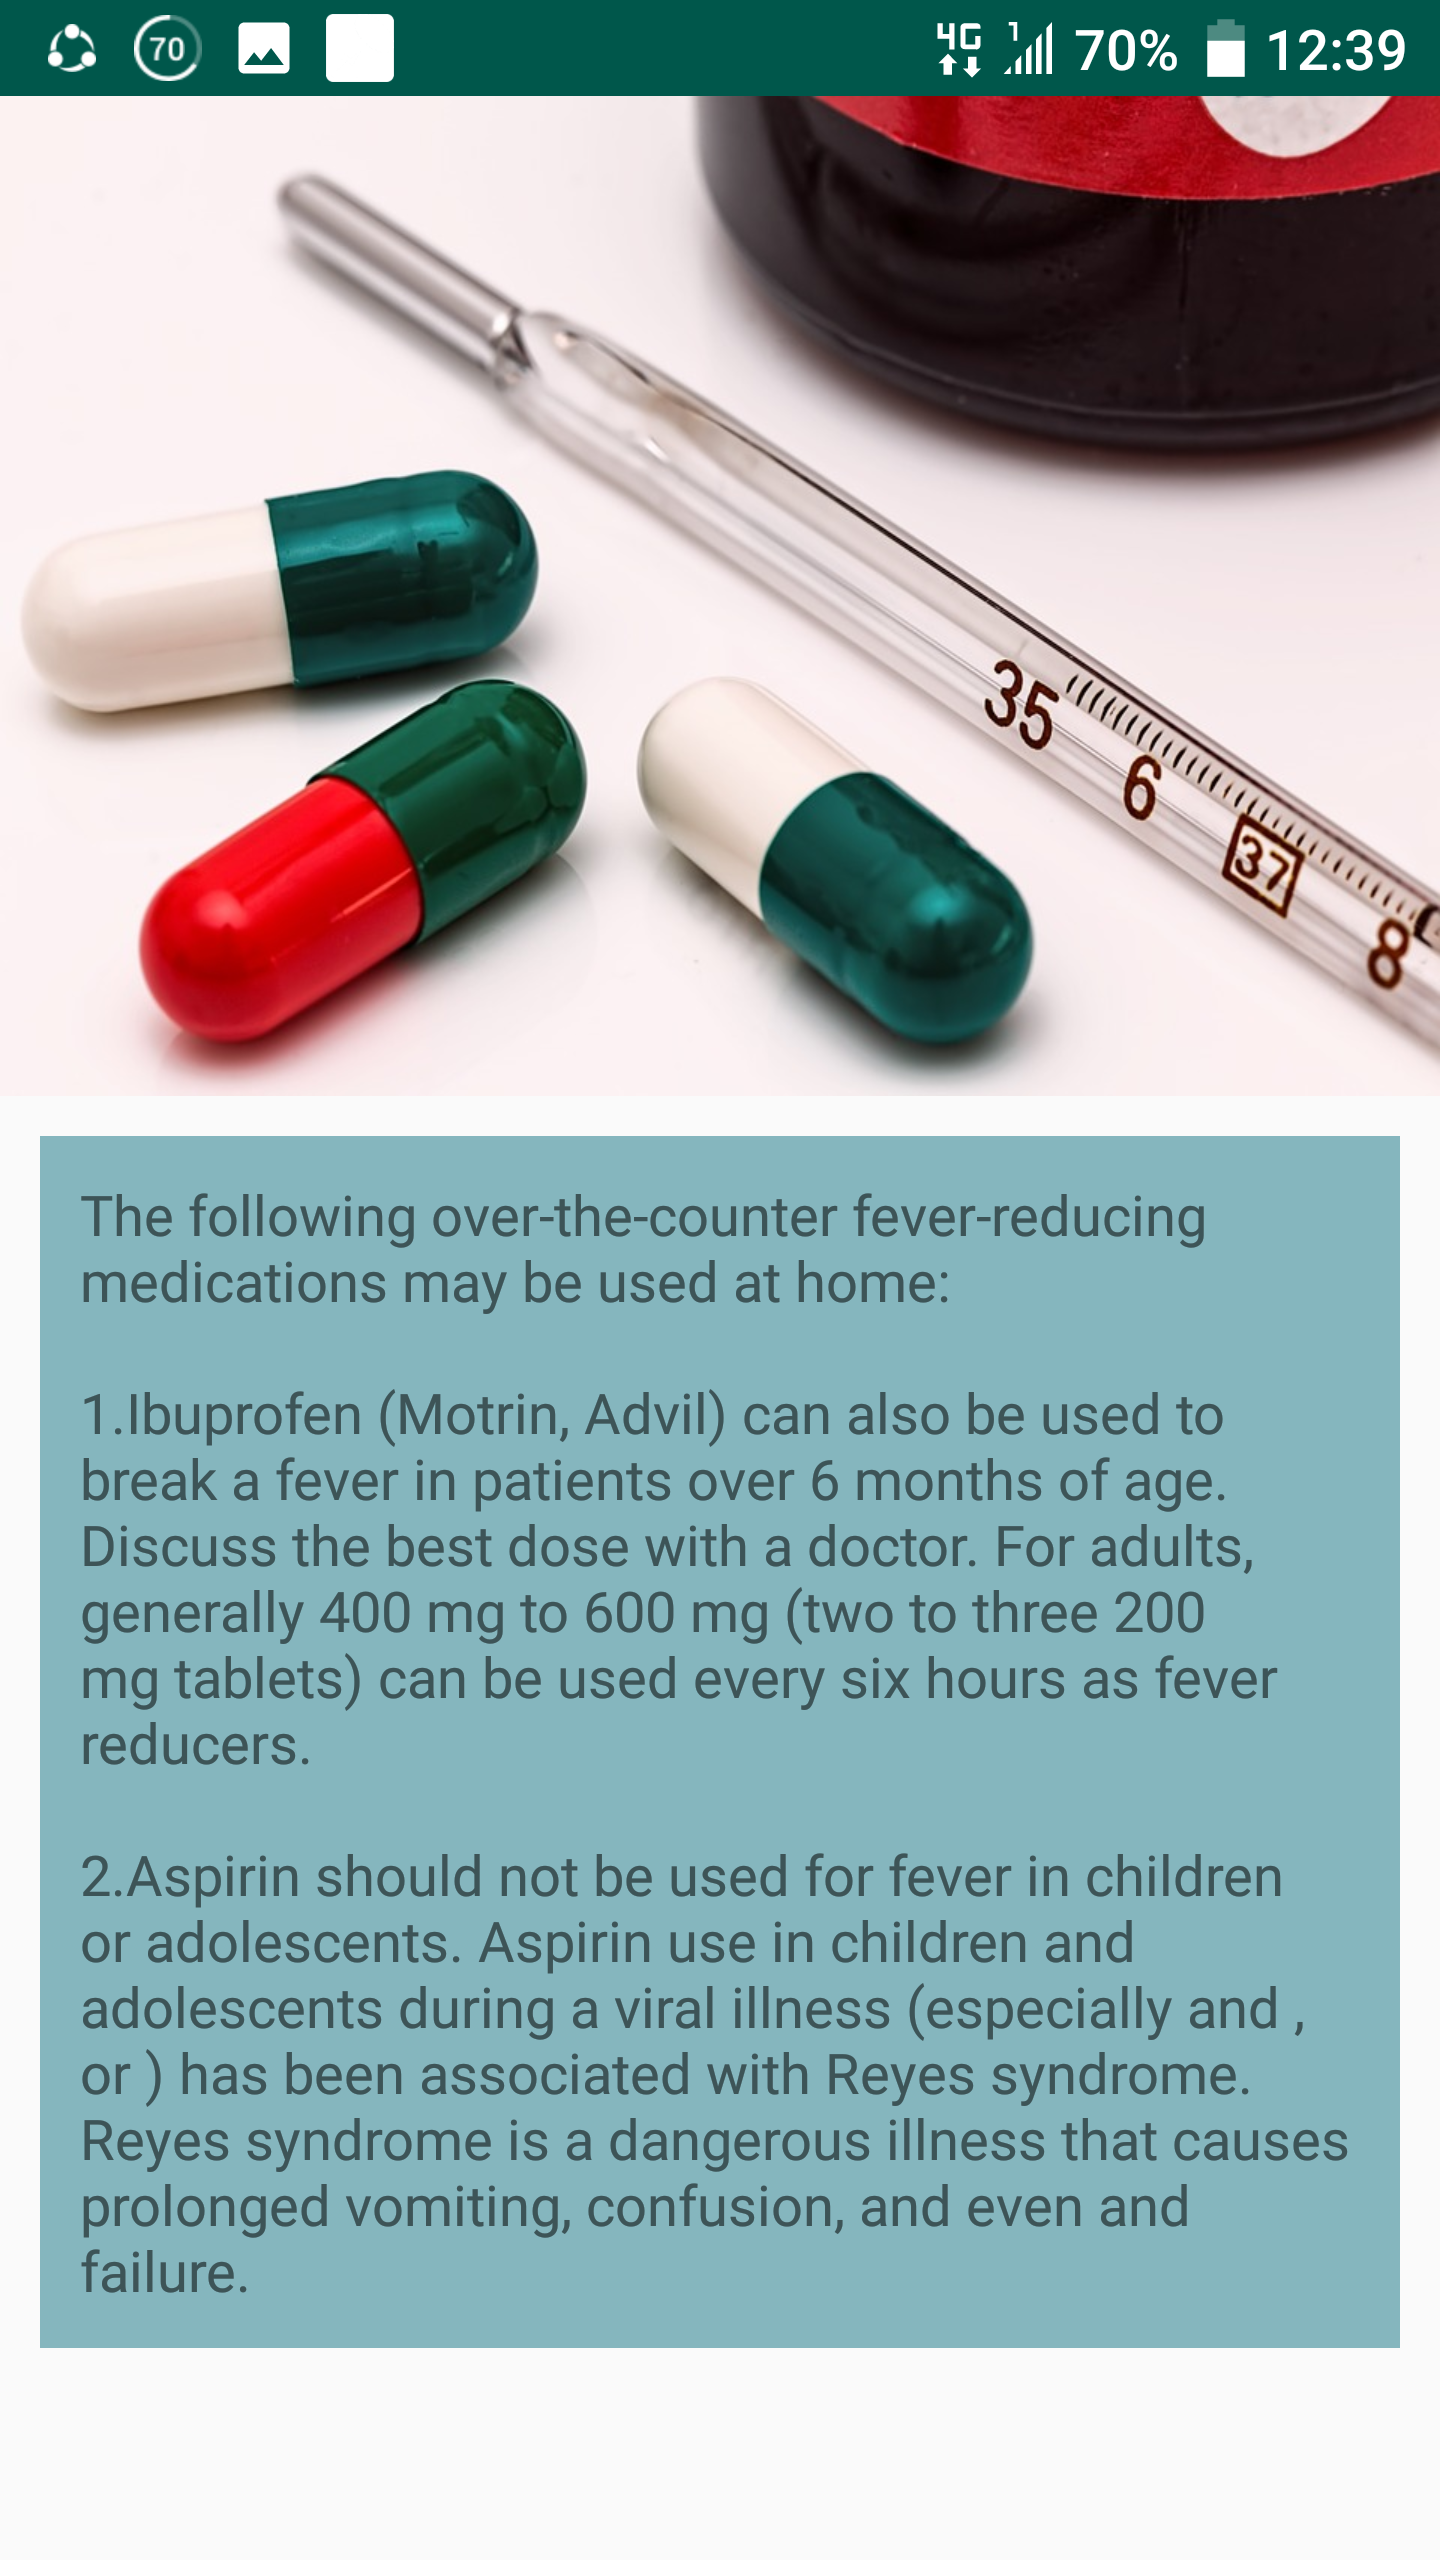 70
4G 1 70% 12:39
35
6
37
8
The following over-the-counter fever-reducing
medications may be used at home:
1.Ibuprofen (Motrin, Advil) can also be used to
break a fever in patients over 6 months of age.
Discuss the best dose with a doctor. For adults,
generally 400 mg to 600 mg (two to three 200
mg tablets) can be used every six hours as fever
reducers.
2.Aspirin should not be used for fever in children
or adolescents. Aspirin use in children and
adolescents during a viral illness (especially and ,
or ) has been associated with Reyes syndrome.
Reyes syndrome is a dangerous illness that causes
prolonged vomiting, confusion, and even and
failure.